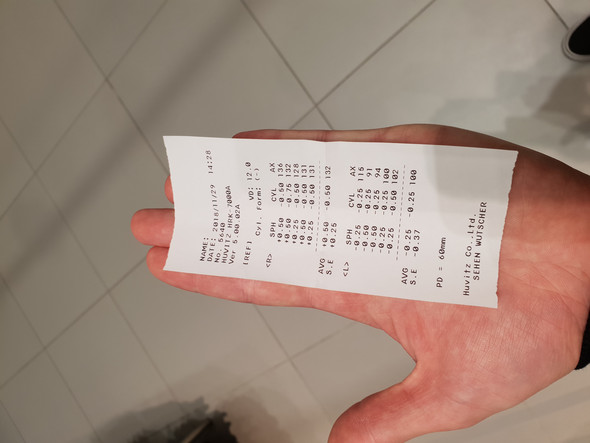 NAME:
DATE: 2018/11/29 14:28
No. 5640
HUVITZ HRK-7000A
Ver 5.00.02A
[REF] VD: 12.0
Cyl. Form: (-)
<R> SPH CYL AX
+0.50 -0.50 136
+0.50 -0.75 132
+0.25 -0.50 128
+0.50 -0.50 131
+0.25 -0.50 131
AVG +0.50 -0.50 132
S.E +0.25
<L> SPH CYL AX
-0.25 -0.25 115
-0.50 -0.25 91
-0.50 -0.25 94
-0.25 -0.25 100
-0.25 -0.50 102
AVG -0.25 -0.25 100
S.E -0.37
PD = 60mm
Huvitz Co.,Ltd.
SEHEN WUTSCHER